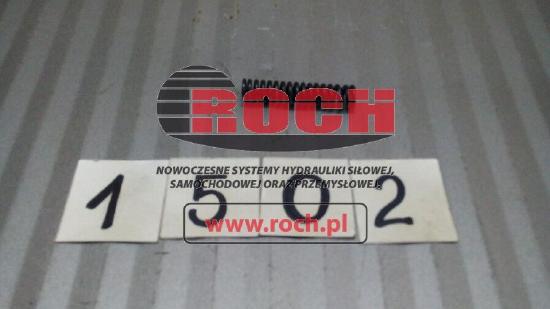 ROCH
NOWOCZESNE SYSTEMY HYDRAULIKI SIŁOWEJ,
SAMOCHODOWEJ ORAZ PRZEMYSŁOWEJ
1 5 0 2
www.roch.pl